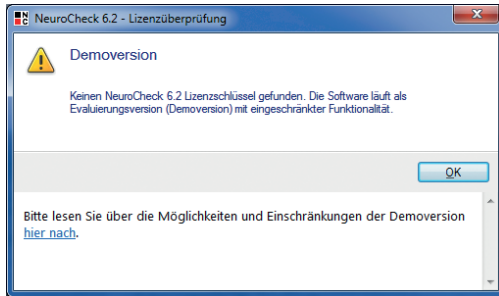 NeuroCheck 6.2 - Lizenzüberprüfung
Demoversion
Keinen NeuroCheck 6.2 Lizenzschlüssel gefunden. Die Software läuft als
Evaluierungsversion (Demoversion) mit eingeschränkter Funktionalität.
OK
Bitte lesen Sie über die Möglichkeiten und Einschränkungen der Demoversion
hier nach.